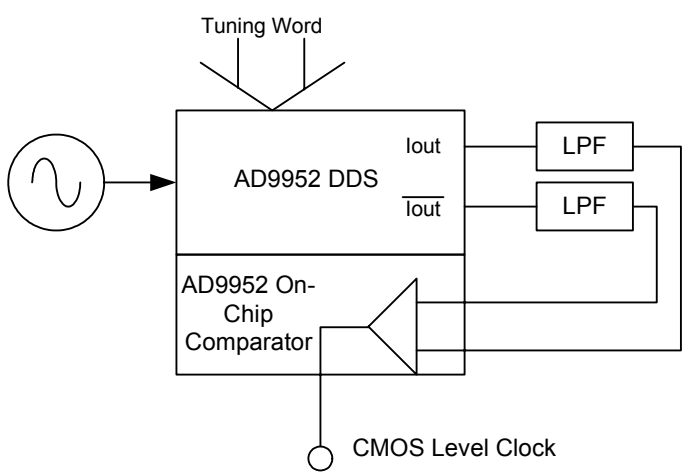 Tuning Word
AD9952 DDS
Iout
LPF
Iout
LPF
AD9952 On-
Chip
Comparator
CMOS Level Clock